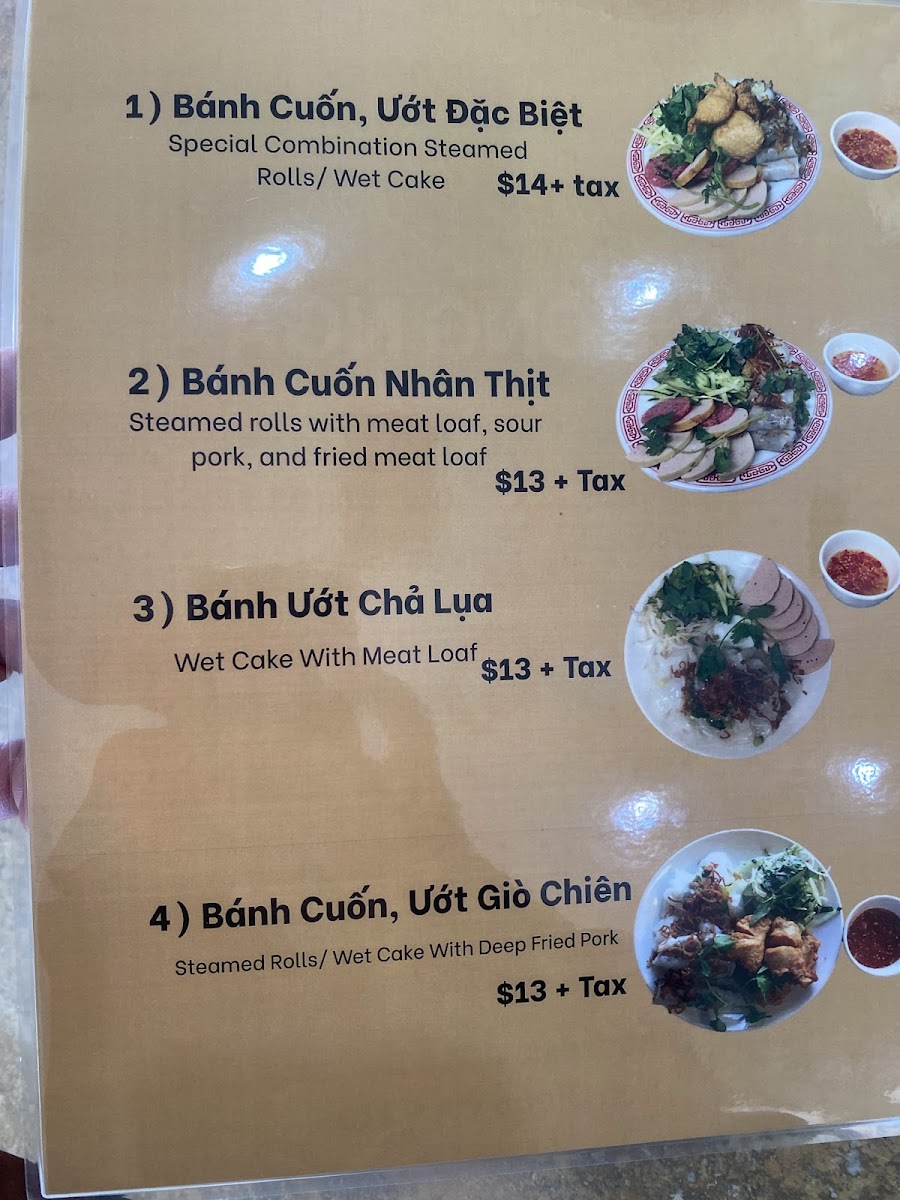 1) Bánh Cuốn, Ướt Đặc Biệt
Special Combination Steamed
Rolls/ Wet Cake
$14+ tax
2) Bánh Cuốn Nhân Thịt
Steamed rolls with meat loaf, sour
pork, and fried meat loaf
$13 + Tax
3) Bánh Ướt Chả Lụa
Wet Cake With Meat Loaf
$13 + Tax
4) Bánh Cuốn, Ướt Giò Chiên
Steamed Rolls/ Wet Cake With Deep Fried Pork
$13 + Tax